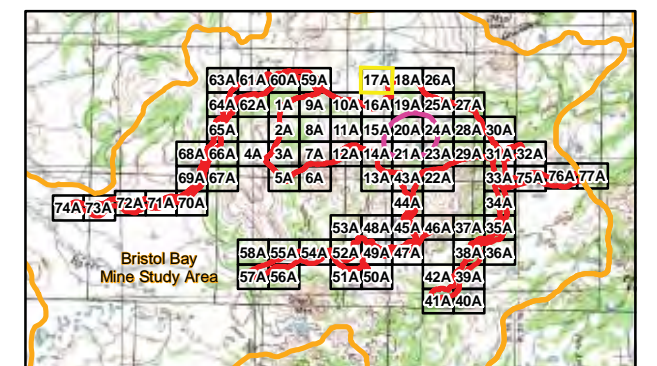 63A 61A 60A 59A 17A 18A 26A
64A 62A 1A 9A 10A 16A 19A 25A 27A
65A 2A 8A 11A 15A 20A 24A 28A 30A
68A 66A 4A 3A 7A 12A 14A 21A 23A 29A 31A 32A
69A 67A 5A 6A 13A 43A 22A 33A 75A 76A 77A
74A 73A 72A 71A 70A 44A 34A
53A 48A 45A 46A 37A 35A
58A 55A 54A 52A 49A 47A 38A 36A
57A 56A 51A 50A 42A 39A
41A 40A
Bristol Bay
Mine Study Area